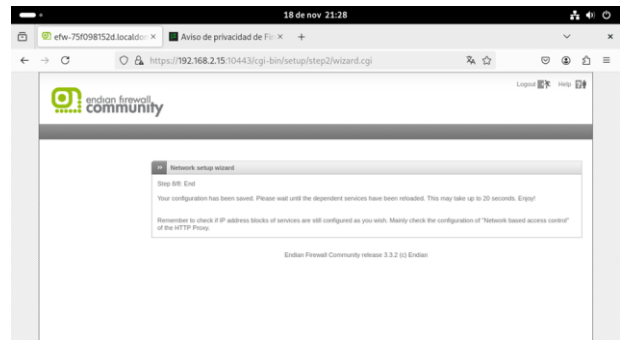 18 de nov 21:28
efw-75f098152d.localdon
Aviso de privacidad de Fir
https://192.168.2.15:10443/cgi-bin/setup/step2/wizard.cgi
Logout Help
endian firewall
community
Network setup wizard
Step 8/8: End
Your configuration has been saved. Please wait until the dependent services have been reloaded. This may take up to 20 seconds. Enjoy!
Remember to check if IP address blocks of services are still configured as you wish. Mainly check the configuration of "Network based access control"
of the HTTP Proxy.
Endian Firewall Community release 3.3.2 (c) Endian